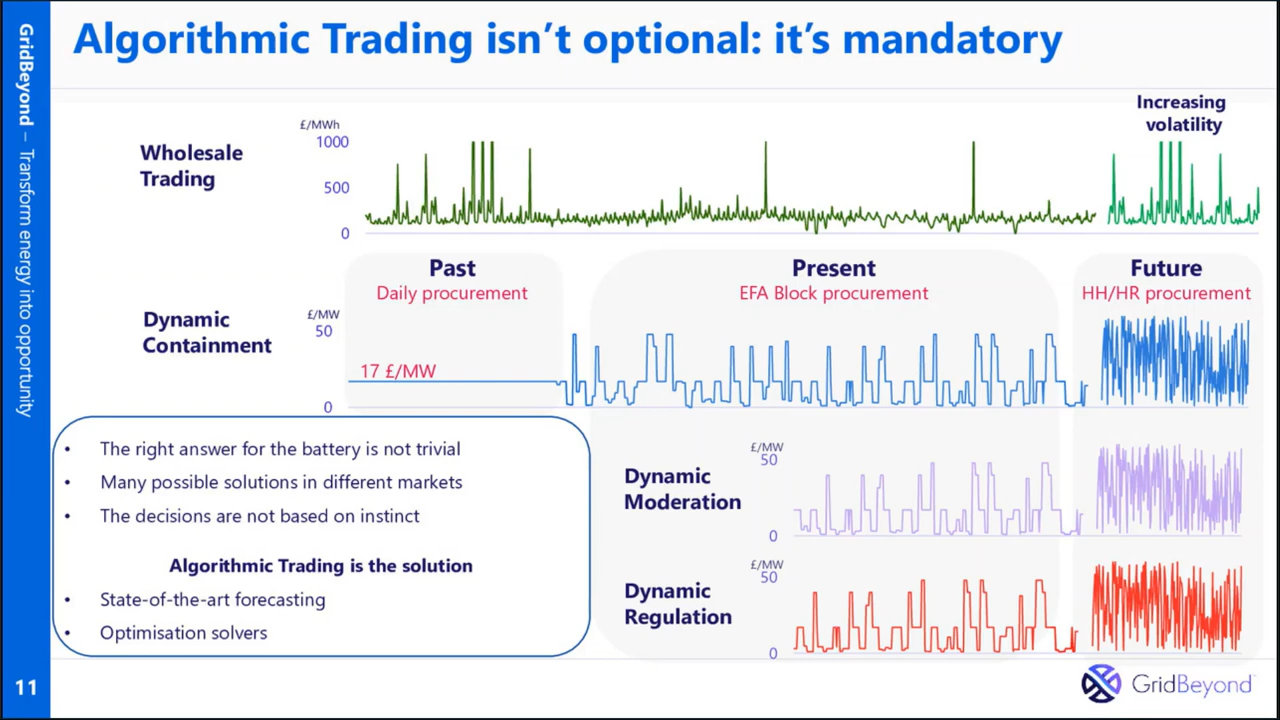 Algorithmic Trading isn't optional: it's mandatory
GridBeyond – Transform energy into opportunity
Increasing
volatility
£/MWh
1000
500
0
Wholesale
Trading
Past
Daily procurement
Present
EFA Block procurement
Future
HH/HR procurement
Dynamic
Containment
£/MW
50
0
17 £/MW
• The right answer for the battery is not trivial
• Many possible solutions in different markets
• The decisions are not based on instinct
Algorithmic Trading is the solution
• State-of-the-art forecasting
• Optimisation solvers
Dynamic
Moderation
£/MW
50
0
Dynamic
Regulation
£/MW
50
0
11
GridBeyond